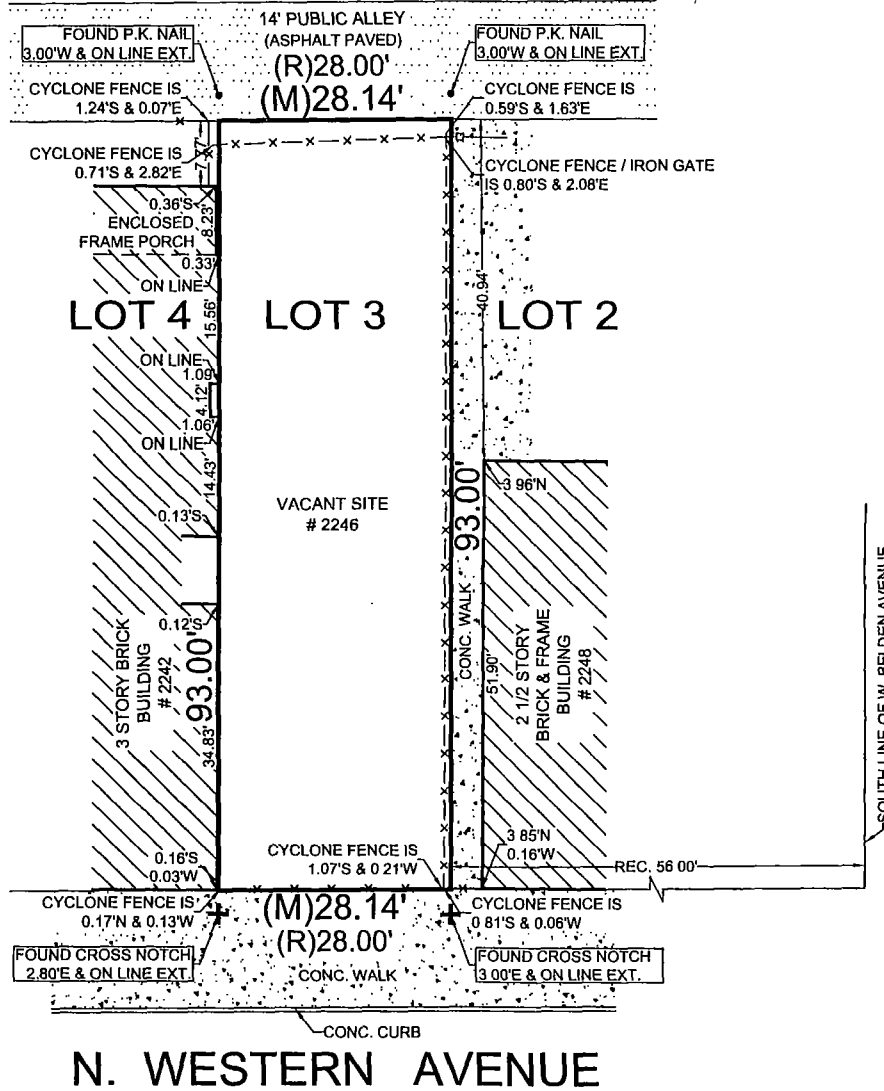 14' PUBLIC ALLEY
(ASPHALT PAVED)
FOUND P.K. NAIL
3.00'W & ON LINE EXT.
FOUND P.K. NAIL
3.00'W & ON LINE EXT.
(R)28.00'
(M)28.14'
CYCLONE FENCE IS
1.24'S & 0.07'E
CYCLONE FENCE IS
0.59'S & 1.63'E
CYCLONE FENCE IS
0.71'S & 2.82'E
CYCLONE FENCE / IRON GATE
IS 0.80'S & 2.08'E
0.36'S
8.23'
ENCLOSED
FRAME PORCH
0.33'
ON LINE
15.56'
40.94'
LOT 4
LOT 3
LOT 2
ON LINE
1.09'
4.12'
1.06'
ON LINE
14.43'
93.00'
3 96'N
VACANT SITE
# 2246
0.13'S
0.12'S
3 STORY BRICK
BUILDING
# 2242
93.00'
34.83'
CONC. WALK
51.90'
2 1/2 STORY
BRICK & FRAME
BUILDING
# 2248
SOUTH LINE OF W. BELDEN AVENUE
0.16'S
0.03'W
CYCLONE FENCE IS
1.07'S & 0 21'W
3 85'N
0.16'W
REC. 56 00'
CYCLONE FENCE IS
0.17'N & 0.13'W
(M)28.14'
(R)28.00'
CYCLONE FENCE IS
0 81'S & 0.06'W
FOUND CROSS NOTCH
2.80'E & ON LINE EXT.
FOUND CROSS NOTCH
3 00'E & ON LINE EXT.
CONC. WALK
CONC. CURB
N. WESTERN AVENUE